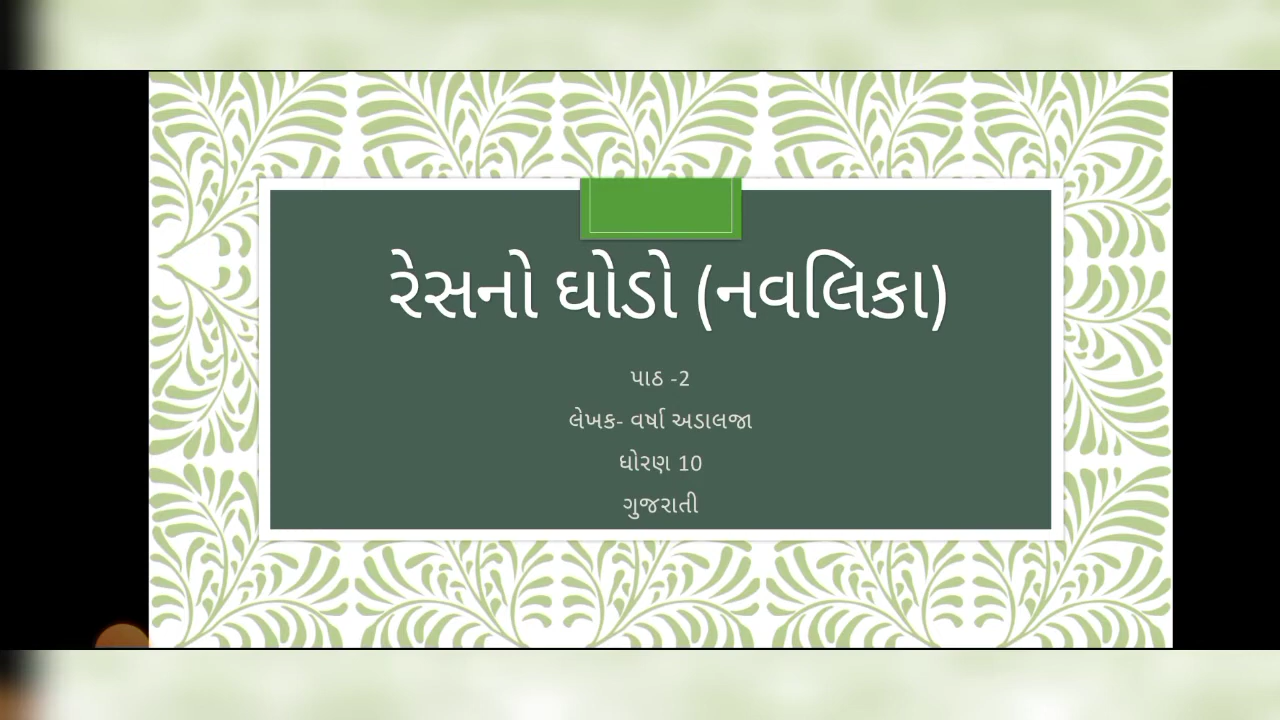 રેસનો ઘોડો (નવલિકા)
પાઠ -2
લેખક- વર્ષા અડાલજા
ધોરણ 10
ગુજરાતી